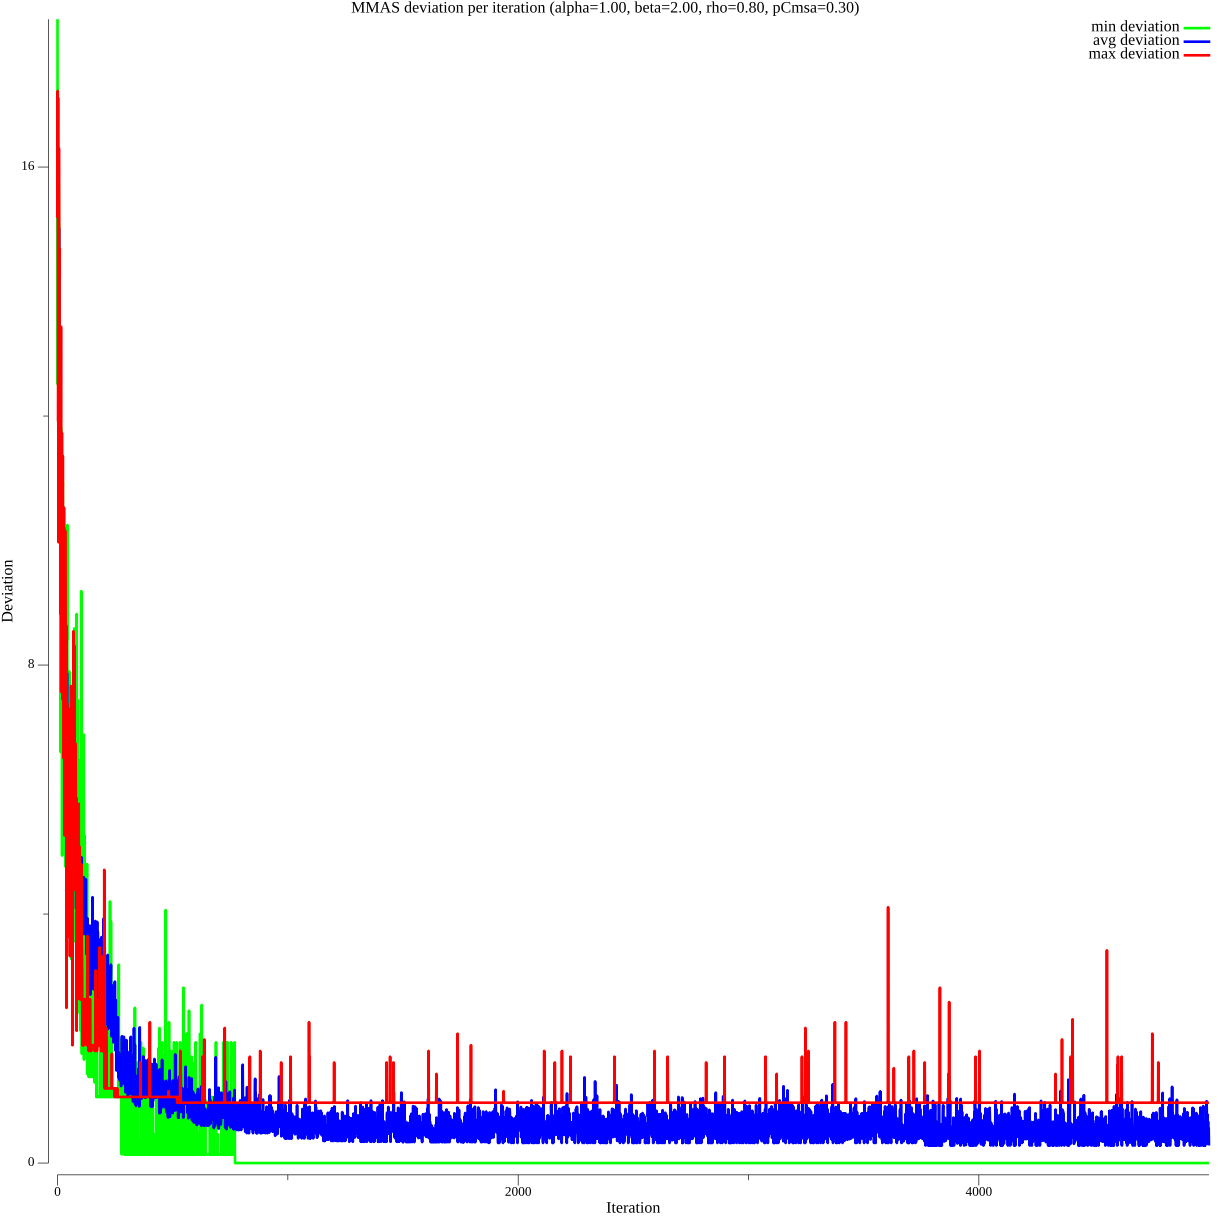 MMAS deviation per iteration (alpha=1.00, beta=2.00, rho=0.80, pCmsa=0.30)
min deviation
avg deviation
max deviation
16
8
0
Deviation
0 2000 4000
Iteration